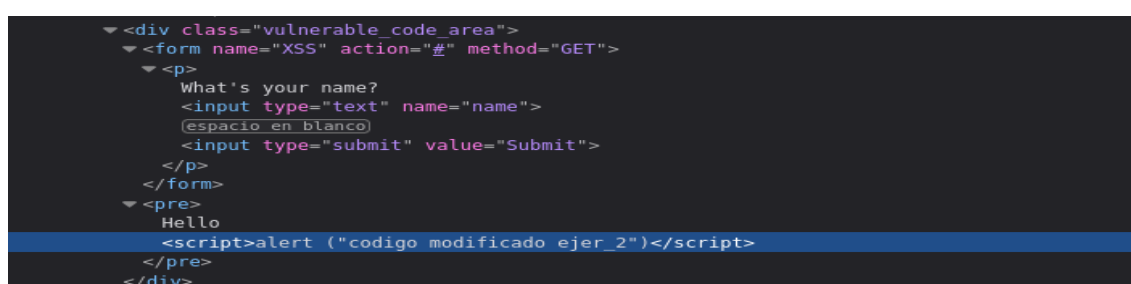 <div class="vulnerable_code_area">
<form name="XSS" action="#" method="GET">
<p>
What's your name?
<input type="text" name="name">
espacio en blanco
<input type="submit" value="Submit">
</p>
</form>
<pre>
Hello
<script>alert ("codigo modificado ejer_2")</script>
</pre>
</div>